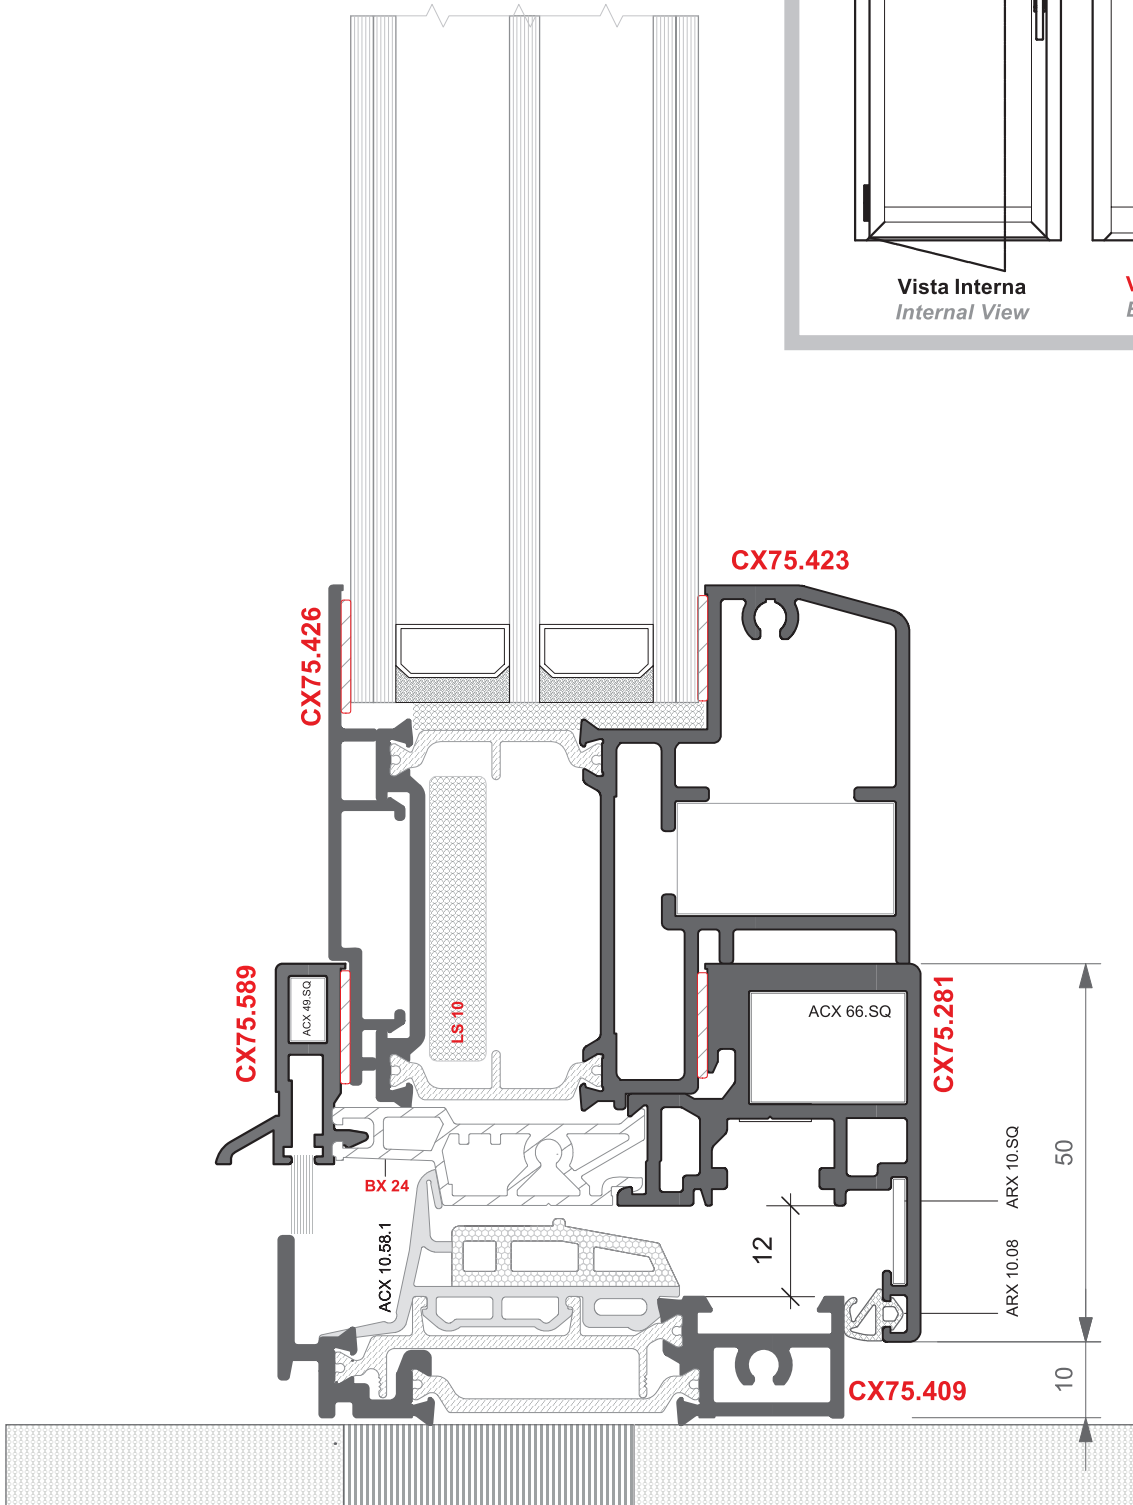 Vista Interna
Internal View
V
E
CX75.423
CX75.426
CX75.589
ACX 49.SQ
LS 10
ACX 66.SQ
CX75.281
BX 24
ACX 10.58.1
12
ARX 10.SQ
ARX 10.08
50
10
CX75.409